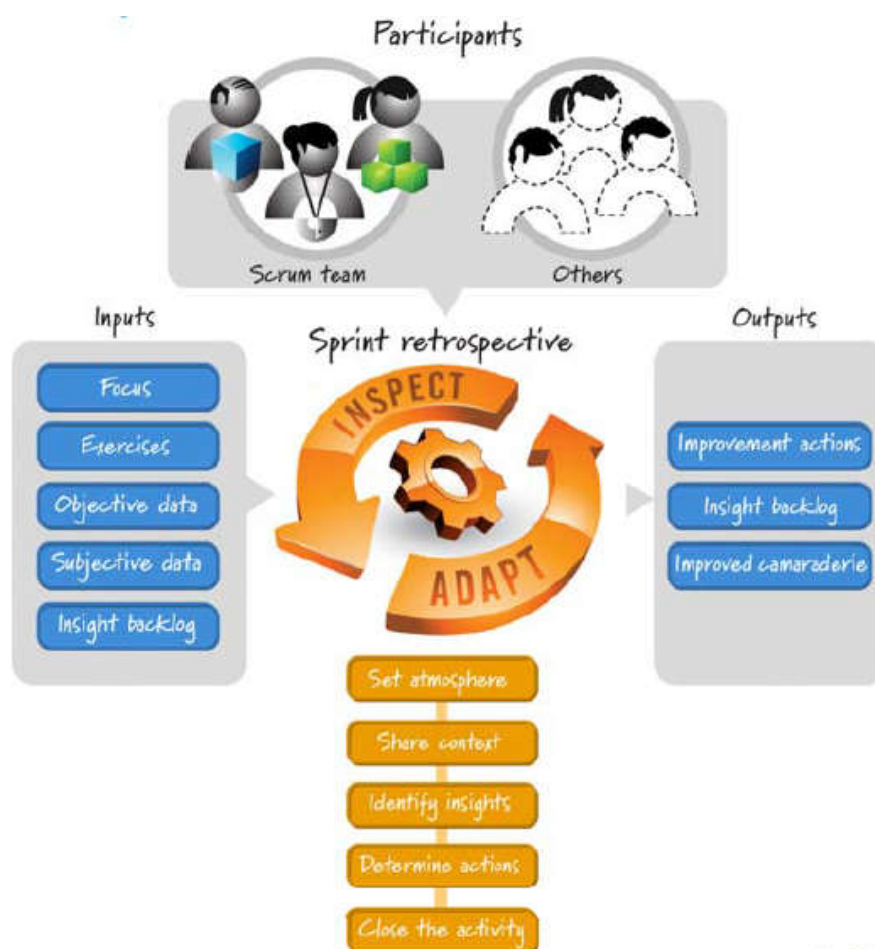 Participants
Scrum team
Others
Inputs
Focus
Exercises
Objective data
Subjective data
Insight backlog
Sprint retrospective
INSPECT
ADAPT
Set atmosphere
Share context
Identify insights
Determine actions
Close the activity
Outputs
Improvement actions
Insight backlog
Improved camaraderie